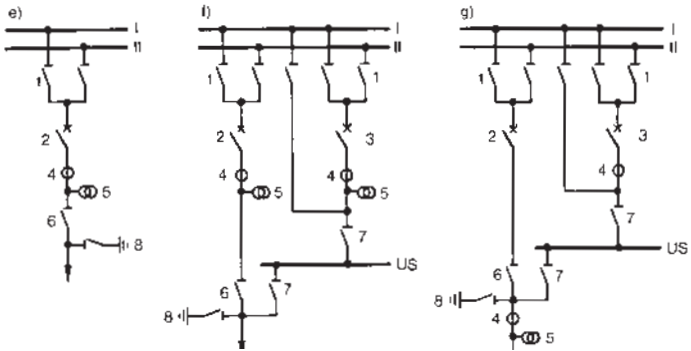 e) f) g)
I I I
II II II
1 1 1 1 1
2 2 3 2 3
4 5 4 5 4 5 4
6 7 7
8 US US
6 7 6 7
8 8 4
5